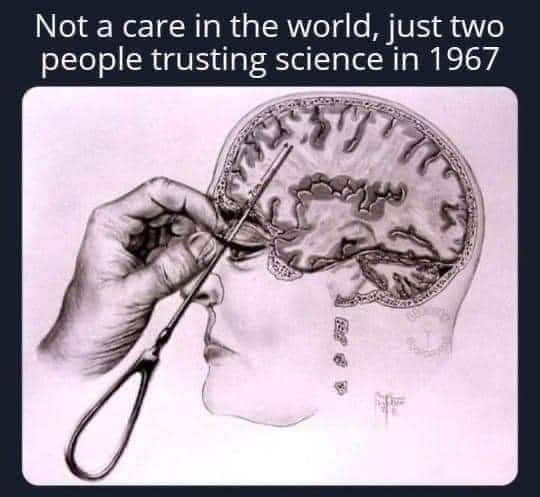 Not a care in the world, just two
people trusting science in 1967